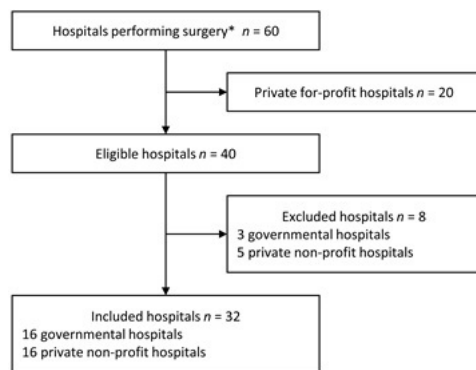 Hospitals performing surgery* n = 60
Private for-profit hospitals n = 20
Eligible hospitals n = 40
Excluded hospitals n = 8
3 governmental hospitals
5 private non-profit hospitals
Included hospitals n = 32
16 governmental hospitals
16 private non-profit hospitals